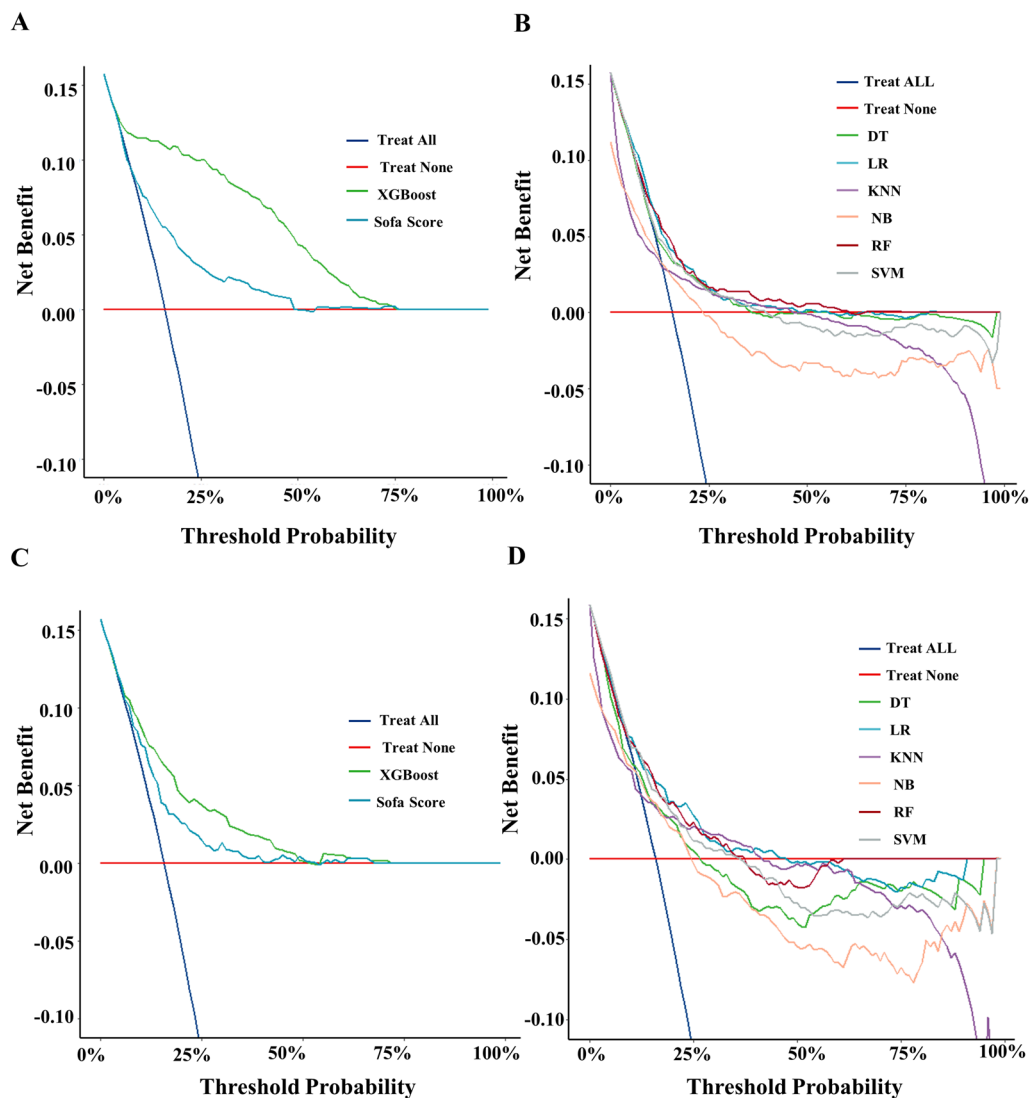 A
0.15
0.10
0.05
0.00
-0.05
-0.10
Net Benefit
Treat All
Treat None
XGBoost
Sofa Score
0% 25% 50% 75% 100%
Threshold Probability
B
0.15
0.10
0.05
0.00
-0.05
-0.10
Net Benefit
Treat ALL
Treat None
DT
LR
KNN
NB
RF
SVM
0% 25% 50% 75% 100%
Threshold Probability
C
0.15
0.10
0.05
0.00
-0.05
-0.10
Net Benefit
Treat All
Treat None
XGBoost
Sofa Score
0% 25% 50% 75% 100%
Threshold Probability
D
0.15
0.10
0.05
0.00
-0.05
-0.10
Net Benefit
Treat ALL
Treat None
DT
LR
KNN
NB
RF
SVM
0% 25% 50% 75% 100%
Threshold Probability